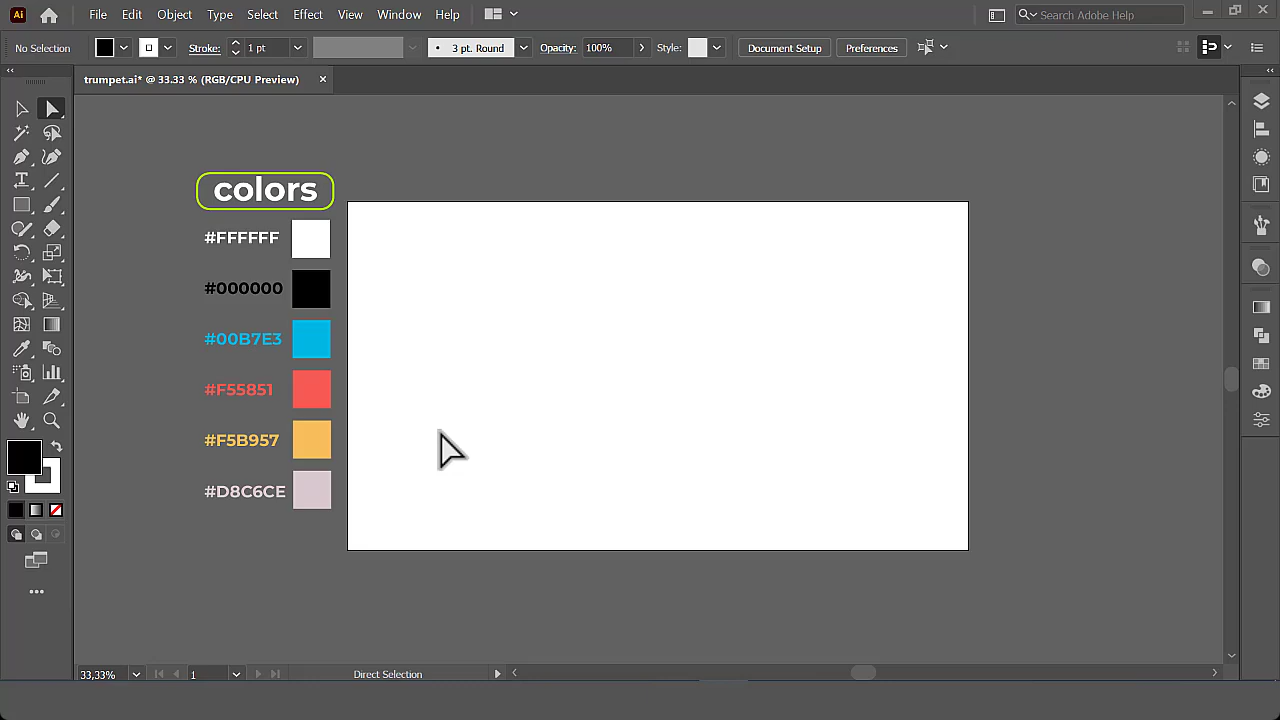 Ai File Edit Object Type Select Effect View Window Help Search Adobe Help
No Selection Stroke: 1 pt 3 pt. Round Opacity: 100% Style: Document Setup Preferences
trumpet.ai* @ 33.33 % (RGB/CPU Preview)
colors
#FFFFFF
#000000
#00B7E3
#F55851
#F5B957
#D8C6CE
33,33% 1 Direct Selection